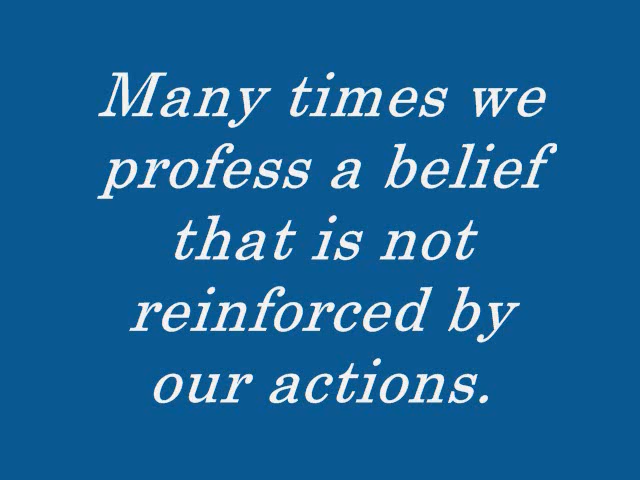 Many times we
profess a belief
that is not
reinforced by
our actions.